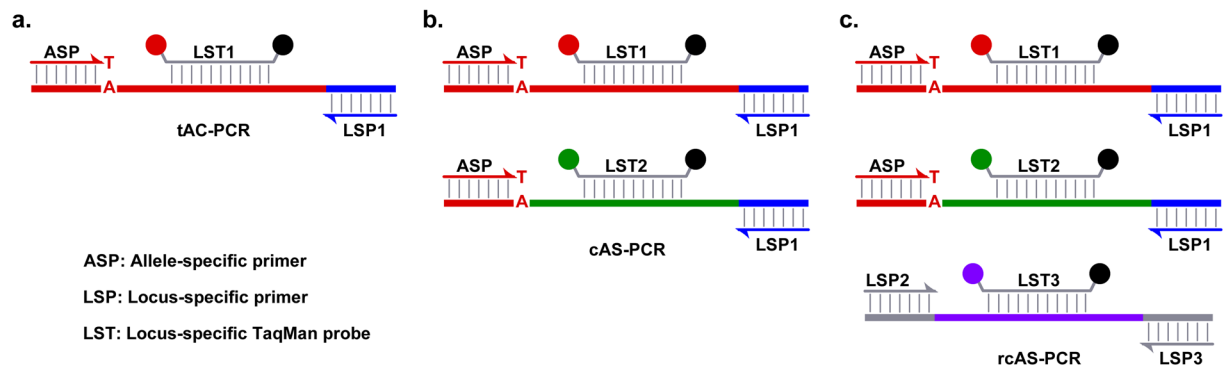 a.
ASP
LST1
T
A
LSP1
tAC-PCR
ASP: Allele-specific primer
LSP: Locus-specific primer
LST: Locus-specific TaqMan probe
b.
ASP
LST1
T
A
LSP1
ASP
LST2
T
A
LSP1
cAS-PCR
c.
ASP
LST1
T
A
LSP1
ASP
LST2
T
A
LSP1
LSP2
LST3
rcAS-PCR
LSP3